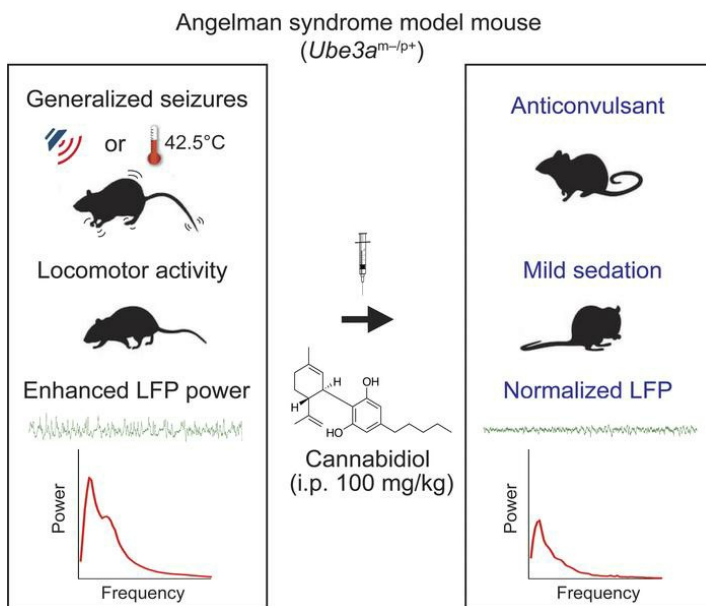 Angelman syndrome model mouse
(Ube3aᵐ⁻/ᵖ⁺)
Generalized seizures
or 42.5°C
Locomotor activity
Enhanced LFP power
Power
Frequency
H
OH
H
HO
Cannabidiol
(i.p. 100 mg/kg)
Anticonvulsant
Mild sedation
Normalized LFP
Power
Frequency